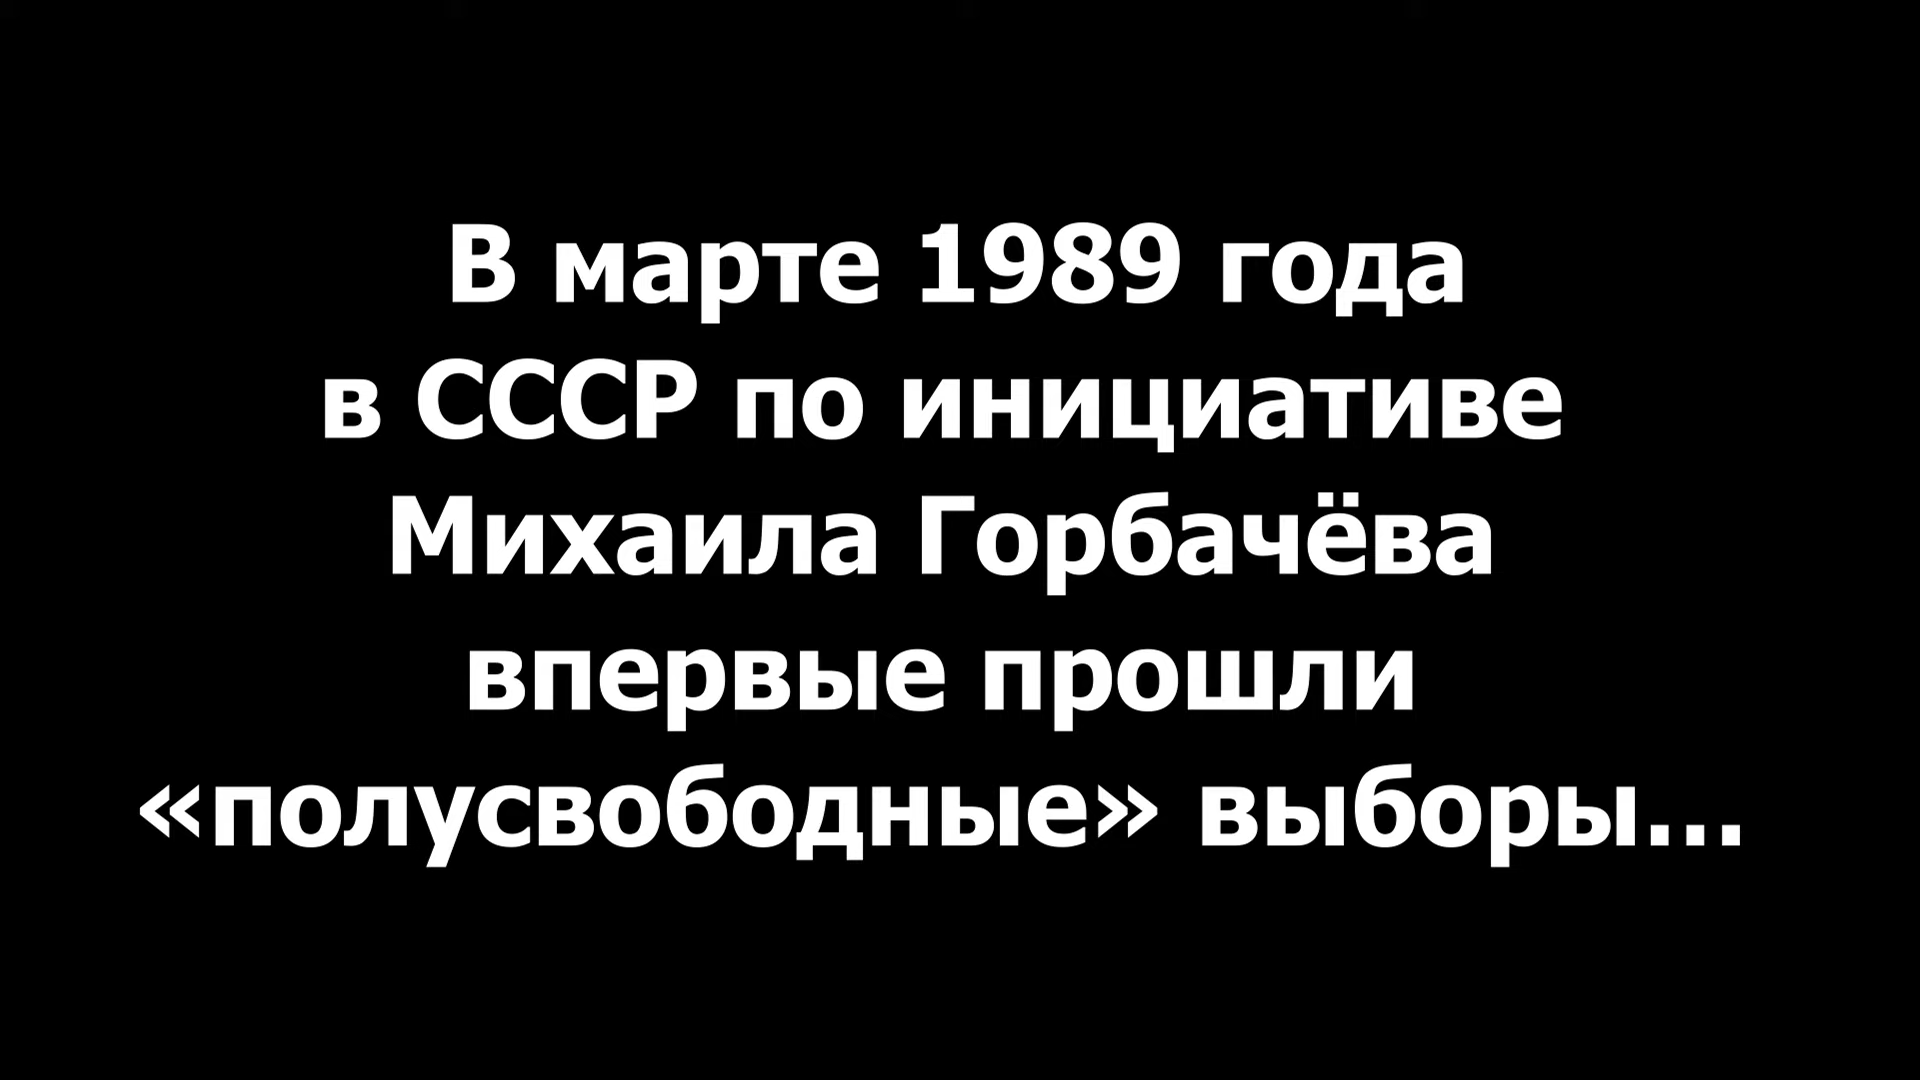 В марте 1989 года
в СССР по инициативе
Михаила Горбачёва
впервые прошли
«полусвободные» выборы...